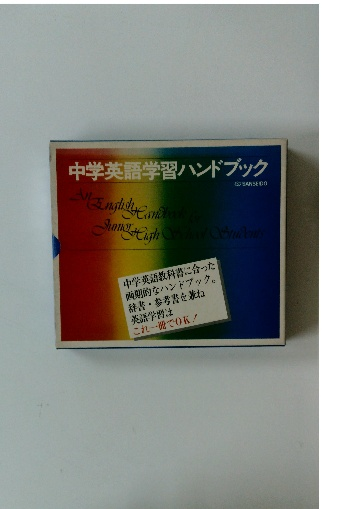 中学英語学習ハンドブック
SANSEIDO
An English Handbook for
Junior High School Students
中学英語教科書に合った
画期的なハンドブック。
辞書・参考書を兼ね
英語学習は
これ一冊でOK!